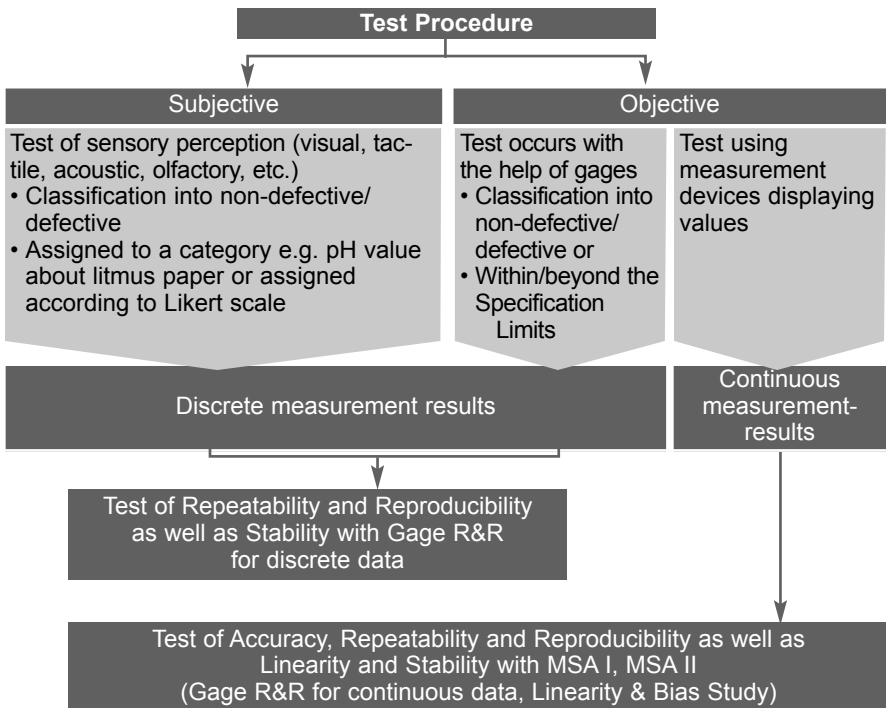 Test Procedure
Subjective
Objective
Test of sensory perception (visual, tac-
tile, acoustic, olfactory, etc.)
• Classification into non-defective/
defective
• Assigned to a category e.g. pH value
about litmus paper or assigned
according to Likert scale
Test occurs with
the help of gages
• Classification into
non-defective/
defective or
• Within/beyond the
Specification
Limits
Test using
measurement
devices displaying
values
Discrete measurement results
Continuous
measurement-
results
Test of Repeatability and Reproducibility
as well as Stability with Gage R&R
for discrete data
Test of Accuracy, Repeatability and Reproducibility as well as
Linearity and Stability with MSA I, MSA II
(Gage R&R for continuous data, Linearity & Bias Study)